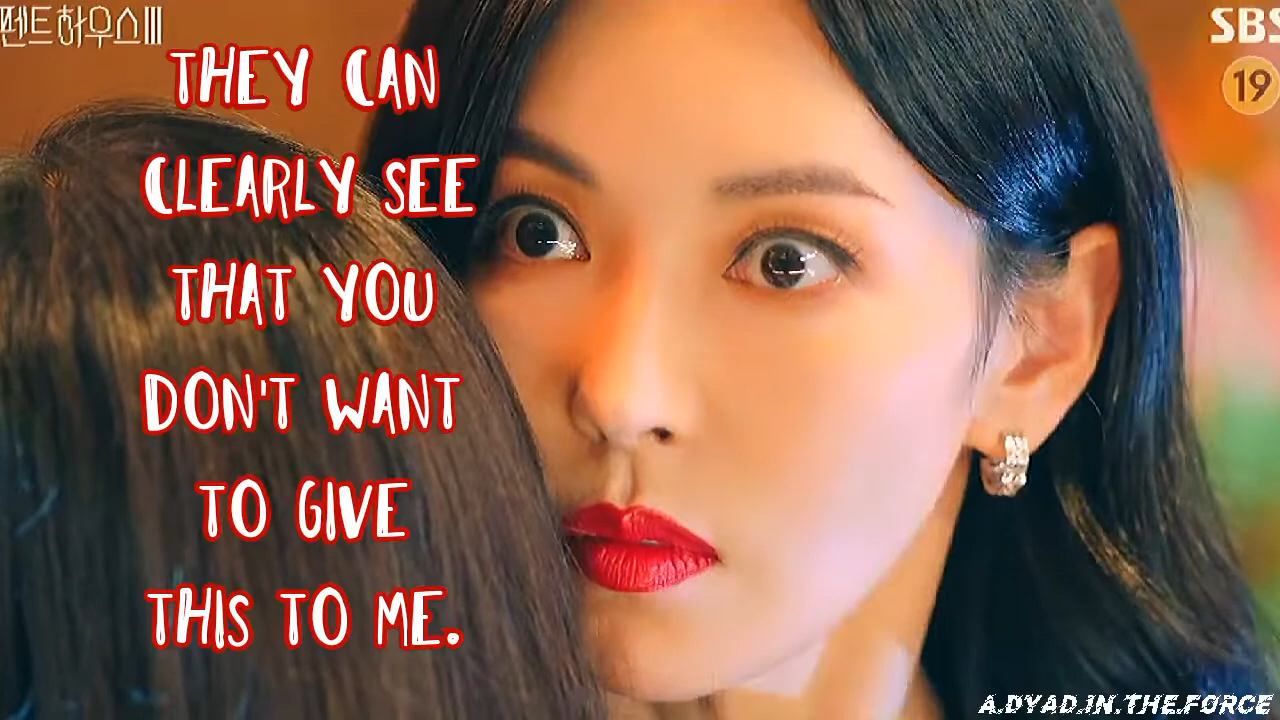 펜트하우스III
SBS
19
THEY CAN
CLEARLY SEE
THAT YOU
DON'T WANT
TO GIVE
THIS TO ME.
A.DYAD.IN.THE.FORCE